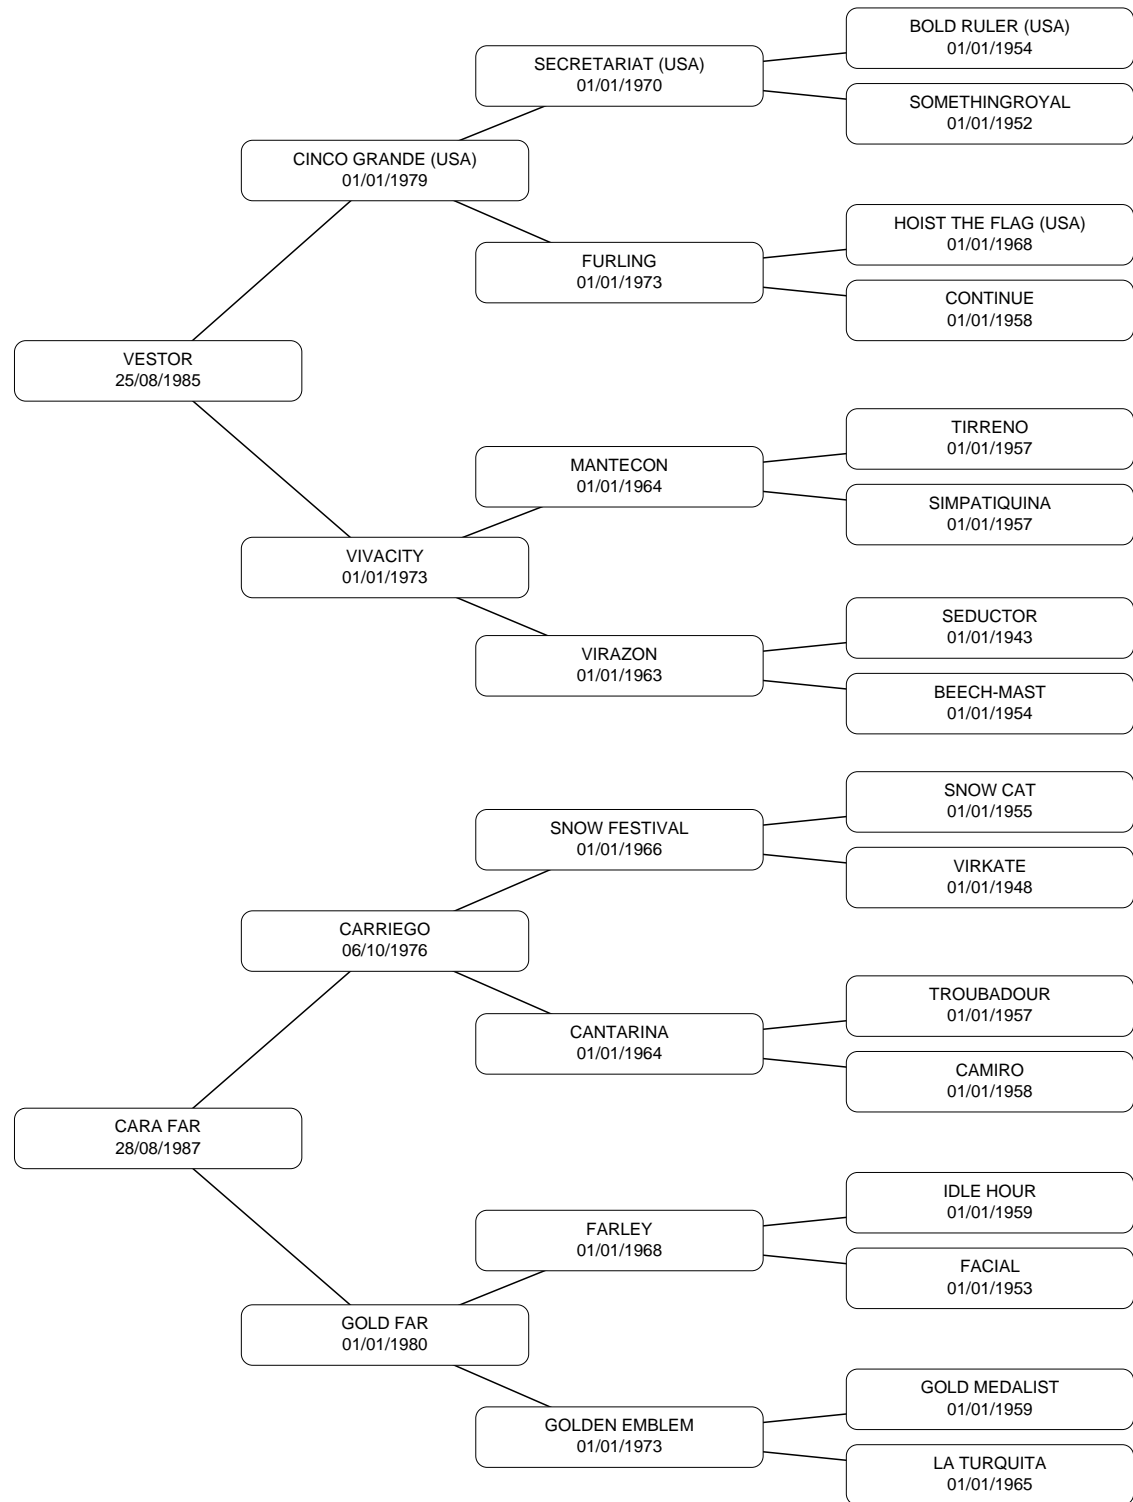 BOLD RULER (USA)
01/01/1954
SECRETARIAT (USA)
01/01/1970
SOMETHINGROYAL
01/01/1952
CINCO GRANDE (USA)
01/01/1979
HOIST THE FLAG (USA)
01/01/1968
FURLING
01/01/1973
CONTINUE
01/01/1958
VESTOR
25/08/1985
TIRRENO
01/01/1957
MANTECON
01/01/1964
SIMPATIQUINA
01/01/1957
VIVACITY
01/01/1973
SEDUCTOR
01/01/1943
VIRAZON
01/01/1963
BEECH-MAST
01/01/1954
SNOW CAT
01/01/1955
SNOW FESTIVAL
01/01/1966
VIRKATE
01/01/1948
CARRIEGO
06/10/1976
TROUBADOUR
01/01/1957
CANTARINA
01/01/1964
CAMIRO
01/01/1958
CARA FAR
28/08/1987
IDLE HOUR
01/01/1959
FARLEY
01/01/1968
FACIAL
01/01/1953
GOLD FAR
01/01/1980
GOLD MEDALIST
01/01/1959
GOLDEN EMBLEM
01/01/1973
LA TURQUITA
01/01/1965